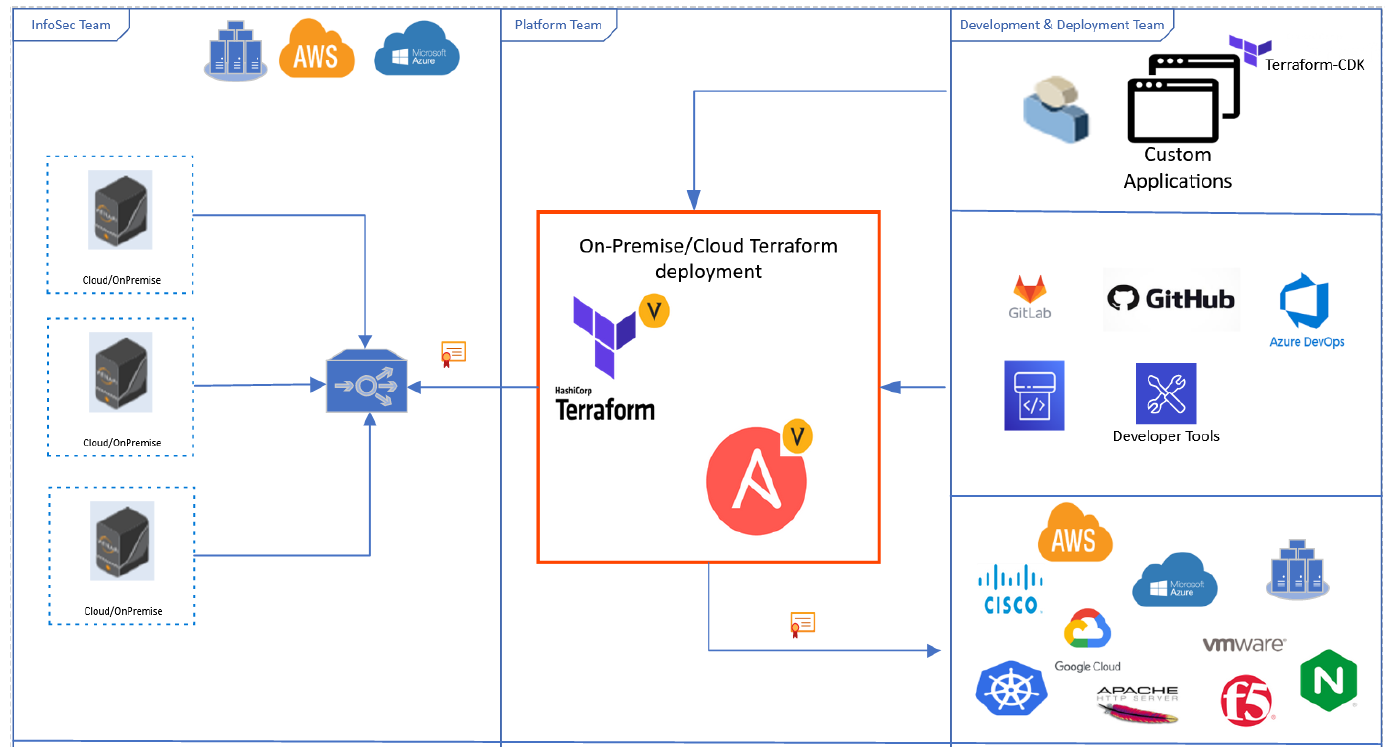 InfoSec Team
AWS
Microsoft
Azure
Cloud/OnPremise
Cloud/OnPremise
Cloud/OnPremise
Platform Team
On-Premise/Cloud Terraform
deployment
V
HashiCorp
Terraform
V
Development & Deployment Team
Terraform-CDK
Custom
Applications
GitLab
GitHub
Azure DevOps
</>
Developer Tools
AWS
CISCO
Microsoft
Azure
Google Cloud
vmware
APACHE
HTTP SERVER
f5
N